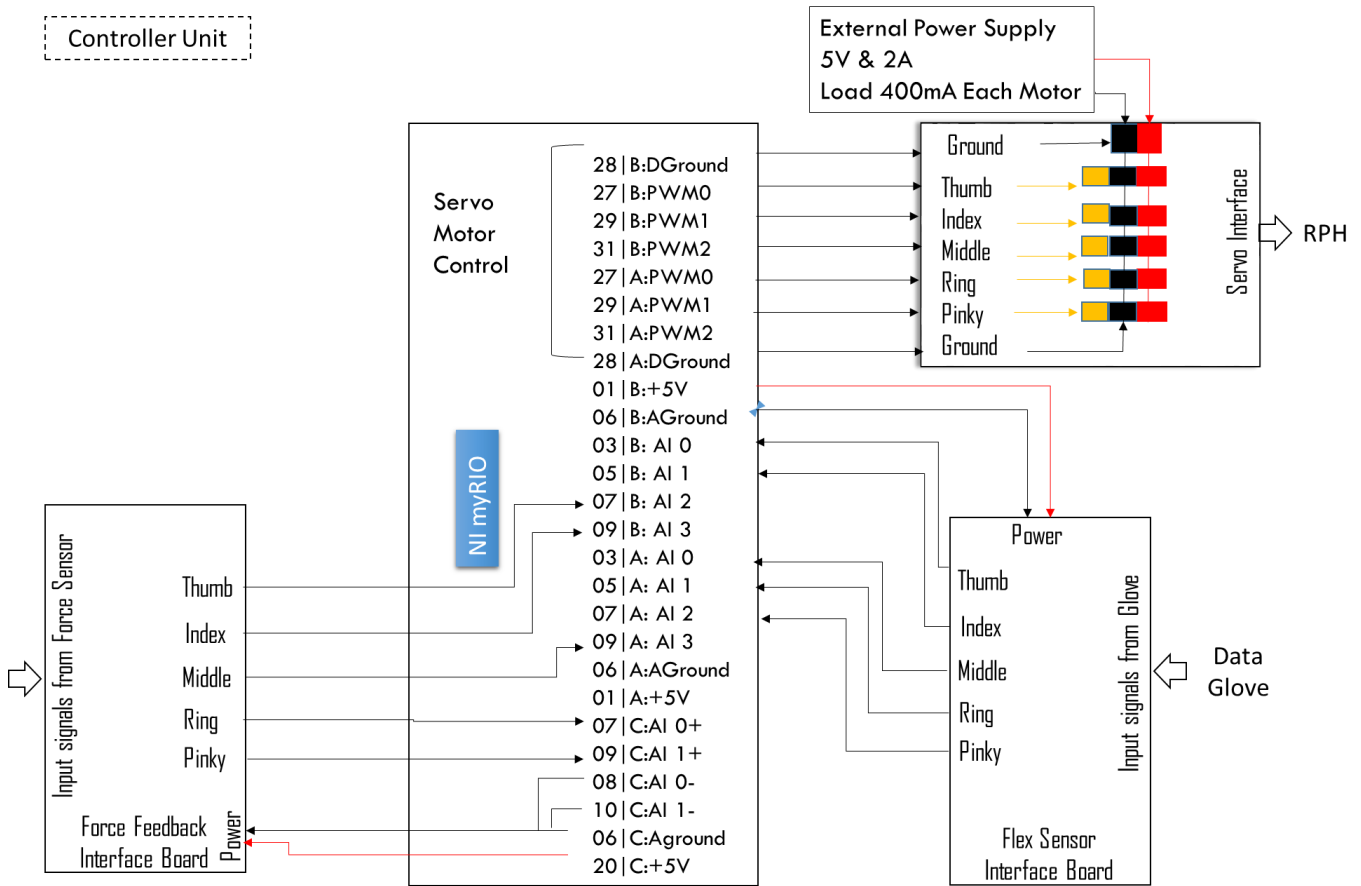 Controller Unit
External Power Supply
5V & 2A
Load 400mA Each Motor
Servo
Motor
Control
NI myRIO
28|B:DGround
27|B:PWM0
29|B:PWM1
31|B:PWM2
27|A:PWM0
29|A:PWM1
31|A:PWM2
28|A:DGround
01|B:+5V
06|B:AGround
03|B: AI 0
05|B: AI 1
07|B: AI 2
09|B: AI 3
03|A: AI 0
05|A: AI 1
07|A: AI 2
09|A: AI 3
06|A:AGround
01|A:+5V
07|C:AI 0+
09|C:AI 1+
08|C:AI 0-
10|C:AI 1-
06|C:Aground
20|C:+5V
Ground
Thumb
Index
Middle
Ring
Pinky
Ground
Servo Interface
RPH
Input signals from Force Sensor
Thumb
Index
Middle
Ring
Pinky
Force Feedback
Interface Board
Power
Power
Thumb
Index
Middle
Ring
Pinky
Input signals from Glove
Flex Sensor
Interface Board
Data
Glove